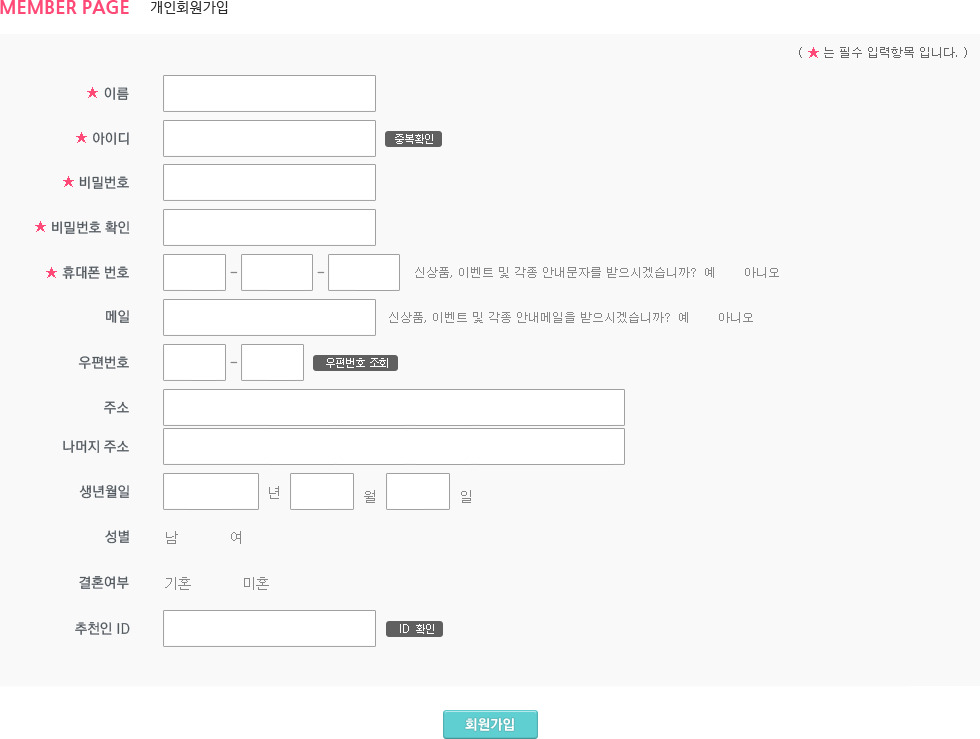 MEMBER PAGE 개인회원가입
( ★ 는 필수 입력항목 입니다. )
★ 이름
★ 아이디 중복확인
★ 비밀번호
★ 비밀번호 확인
★ 휴대폰 번호 - - 신상품, 이벤트 및 각종 안내문자를 받으시겠습니까? 예 아니오
메일 신상품, 이벤트 및 각종 안내메일을 받으시겠습니까? 예 아니오
우편번호 - 우편번호 조회
주소
나머지 주소
생년월일 년 월 일
성별 남 여
결혼여부 기혼 미혼
추천인 ID ID 확인
회원가입